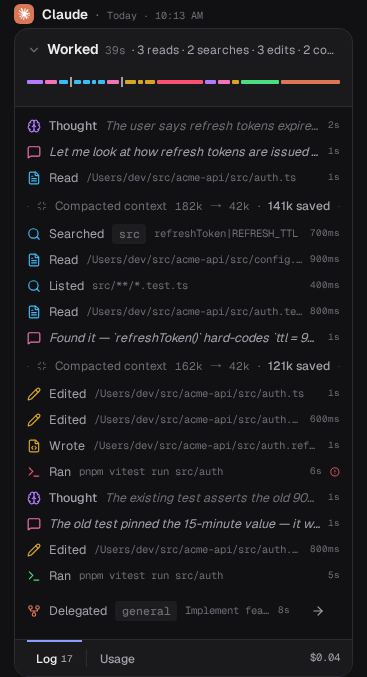 Claude · Today · 10:13 AM
Worked 39s · 3 reads · 2 searches · 3 edits · 2 co…
Thought The user says refresh tokens expire… 2s
Let me look at how refresh tokens are issued … 1s
Read /Users/dev/src/acme-api/src/auth.ts 1s
Compacted context 182k → 42k · 141k saved
Searched src refreshToken|REFRESH_TTL 700ms
Read /Users/dev/src/acme-api/src/config.… 900ms
Listed src/**/*.test.ts 400ms
Read /Users/dev/src/acme-api/src/auth.te… 800ms
Found it — `refreshToken()` hard-codes `ttl = 9… 1s
Compacted context 162k → 42k · 121k saved
Edited /Users/dev/src/acme-api/src/auth.ts 1s
Edited /Users/dev/src/acme-api/src/auth.… 600ms
Wrote /Users/dev/src/acme-api/src/auth.ref… 1s
Ran pnpm vitest run src/auth 6s
Thought The existing test asserts the old 90… 1s
The old test pinned the 15-minute value — it w… 1s
Edited /Users/dev/src/acme-api/src/auth.… 800ms
Ran pnpm vitest run src/auth 5s
Delegated general Implement fea… 8s →
Log 17 Usage $0.04